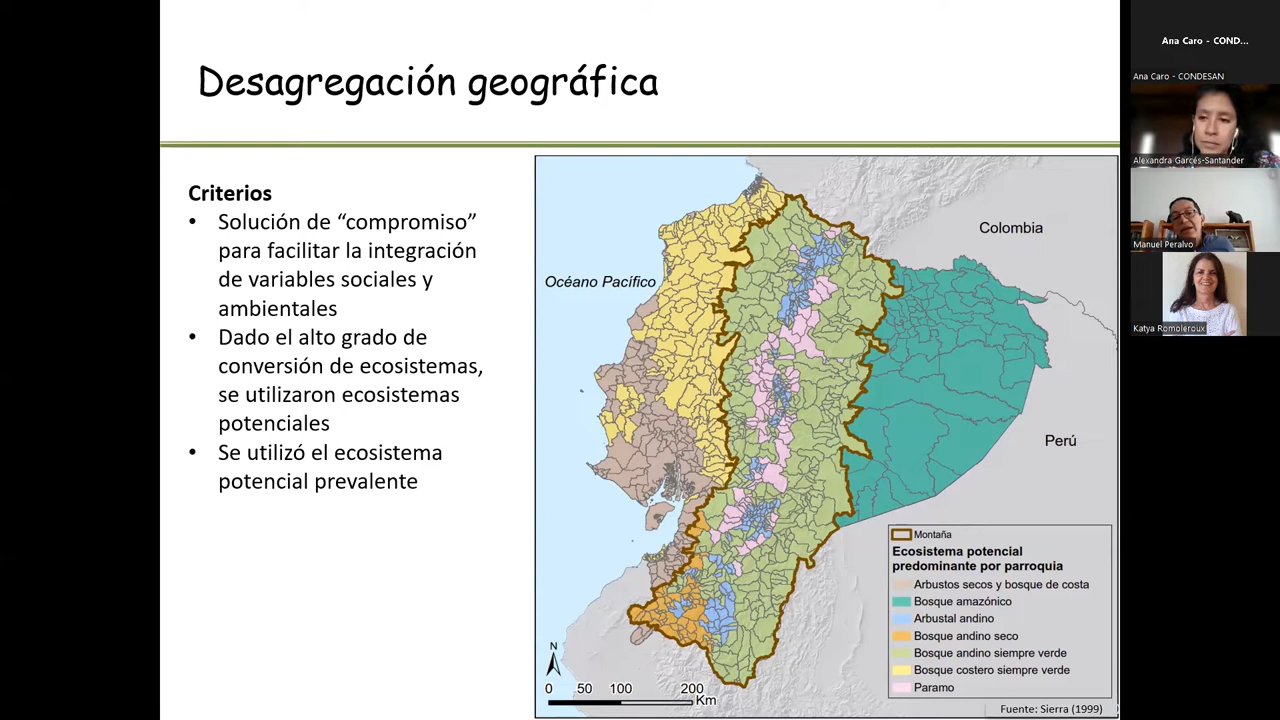 Desagregación geográfica
Criterios
• Solución de “compromiso”
para facilitar la integración
de variables sociales y
ambientales
• Dado el alto grado de
conversión de ecosistemas,
se utilizaron ecosistemas
potenciales
• Se utilizó el ecosistema
potencial prevalente
Colombia
Océano Pacífico
Perú
Montaña
Ecosistema potencial
predominante por parroquia
Arbustos secos y bosque de costa
Bosque amazónico
Arbustal andino
Bosque andino seco
Bosque andino siempre verde
Bosque costero siempre verde
Paramo
N
0 50 100 200
Km
Fuente: Sierra (1999)
Ana Caro - COND...
Ana Caro - CONDESAN
Alexandra Garcés-Santander
Manuel Peralvo
Katya Romoleroux